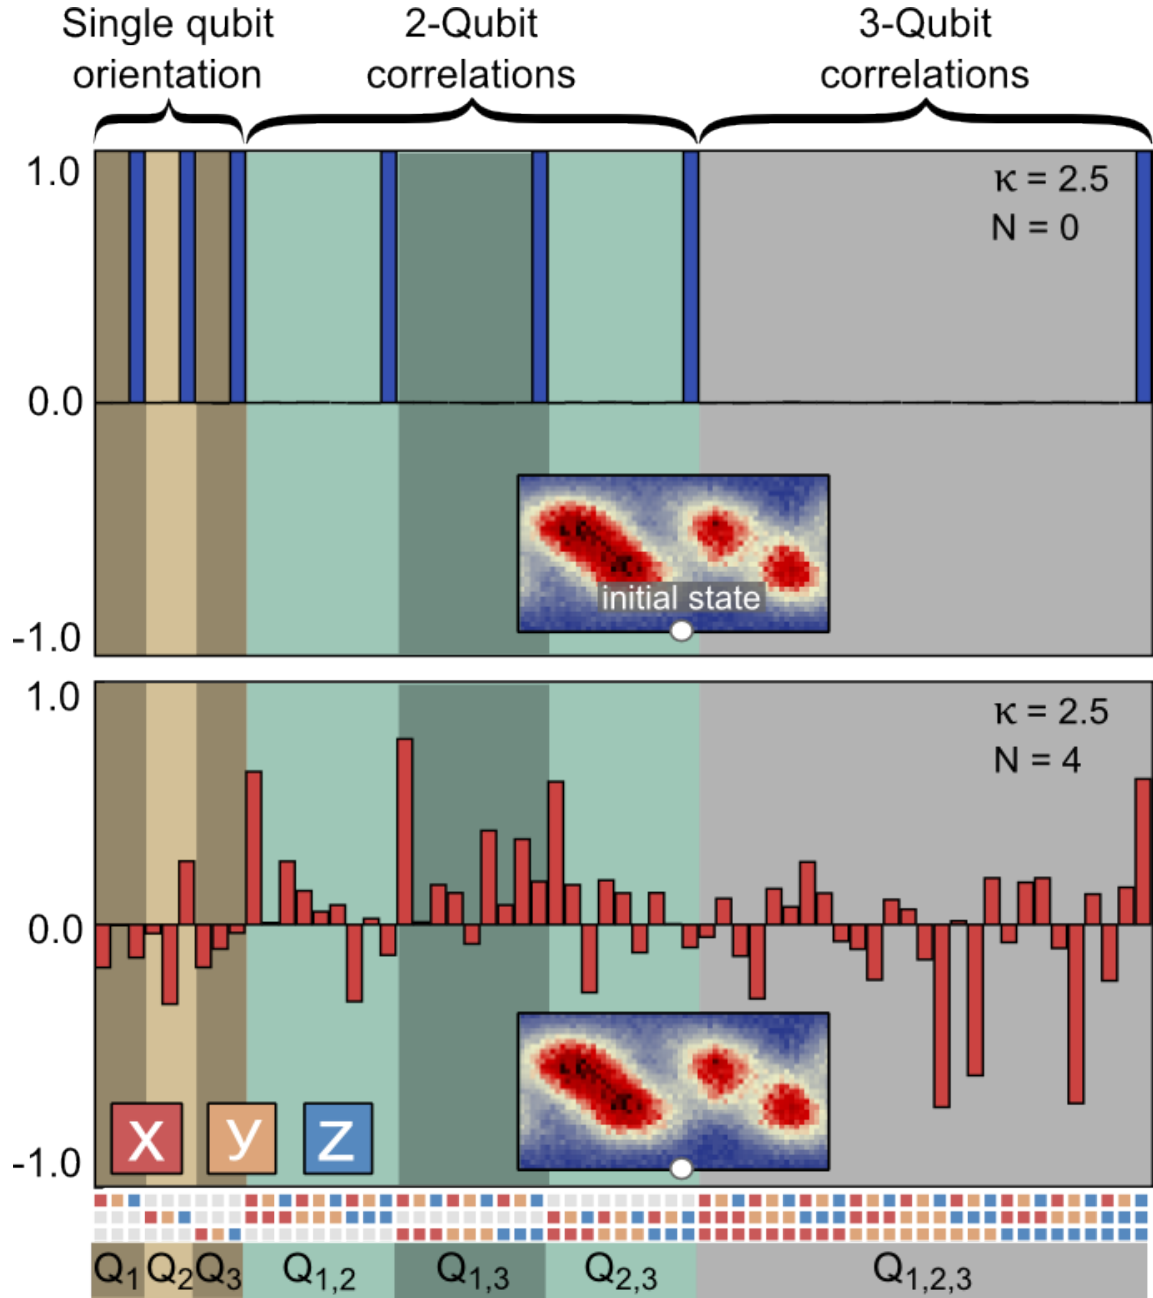 Single qubit orientation
2-Qubit correlations
3-Qubit correlations
1.0
0.0
-1.0
κ = 2.5
N = 0
initial state
1.0
0.0
-1.0
κ = 2.5
N = 4
X
y
Z
Q1
Q2
Q3
Q1,2
Q1,3
Q2,3
Q1,2,3